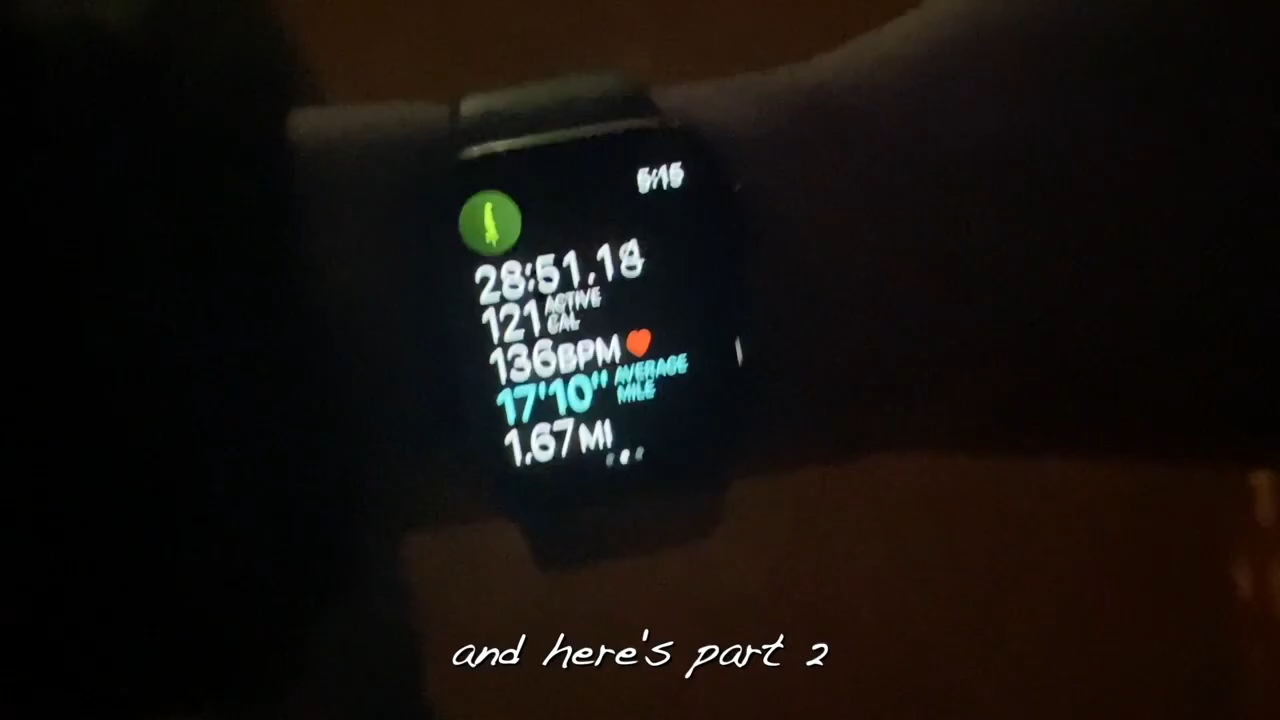 5:15
28:51.18
121 ACTIVE CAL
136BPM
17'10" AVERAGE MILE
1.67MI
and here's part 2